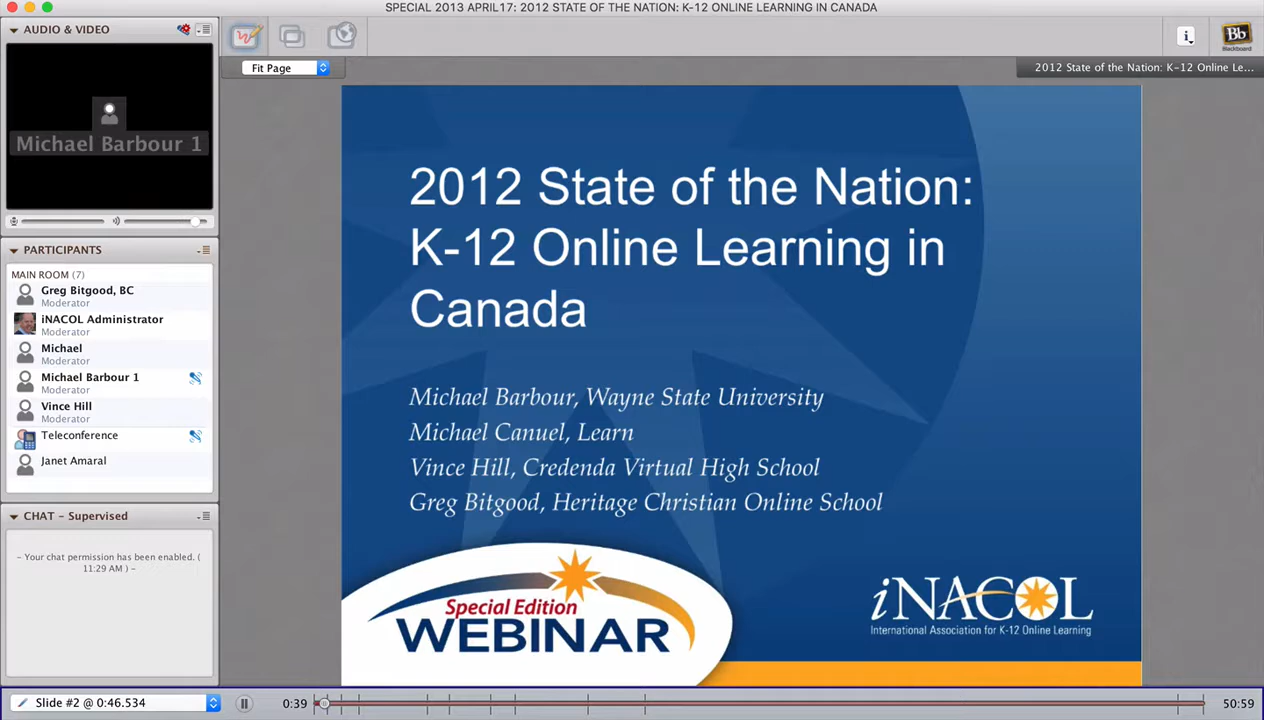 SPECIAL 2013 APRIL17: 2012 STATE OF THE NATION: K-12 ONLINE LEARNING IN CANADA
AUDIO & VIDEO
Michael Barbour 1
PARTICIPANTS
MAIN ROOM (7)
Greg Bitgood, BC
Moderator
iNACOL Administrator
Moderator
Michael
Moderator
Michael Barbour 1
Moderator
Vince Hill
Moderator
Teleconference
Janet Amaral
CHAT – Supervised
– Your chat permission has been enabled. (
11:29 AM ) –
Slide #2 @ 0:46.534
0:39
50:59
Fit Page
i
Bb
Blackboard
2012 State of the Nation: K-12 Online Le...
2012 State of the Nation:
K-12 Online Learning in
Canada
Michael Barbour, Wayne State University
Michael Canuel, Learn
Vince Hill, Credenda Virtual High School
Greg Bitgood, Heritage Christian Online School
Special Edition
WEBINAR
iNACOL
International Association for K-12 Online Learning